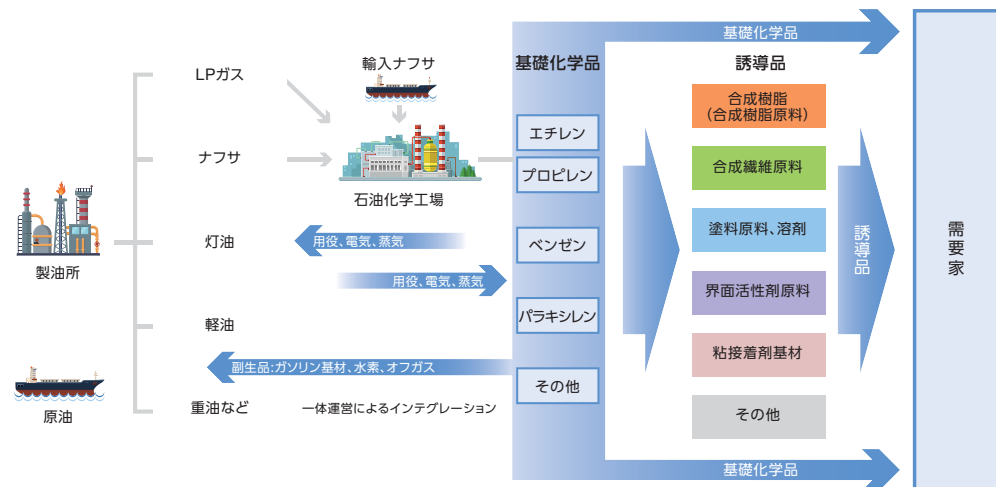 製油所
原油
LPガス
ナフサ
灯油
軽油
重油など
輸入ナフサ
石油化学工場
用役、電気、蒸気
用役、電気、蒸気
副生品:ガソリン基材、水素、オフガス
一体運営によるインテグレーション
基礎化学品
エチレン
プロピレン
ベンゼン
パラキシレン
その他
基礎化学品
誘導品
合成樹脂
(合成樹脂原料)
合成繊維原料
塗料原料、溶剤
界面活性剤原料
粘接着剤基材
その他
基礎化学品
誘導品
需要家